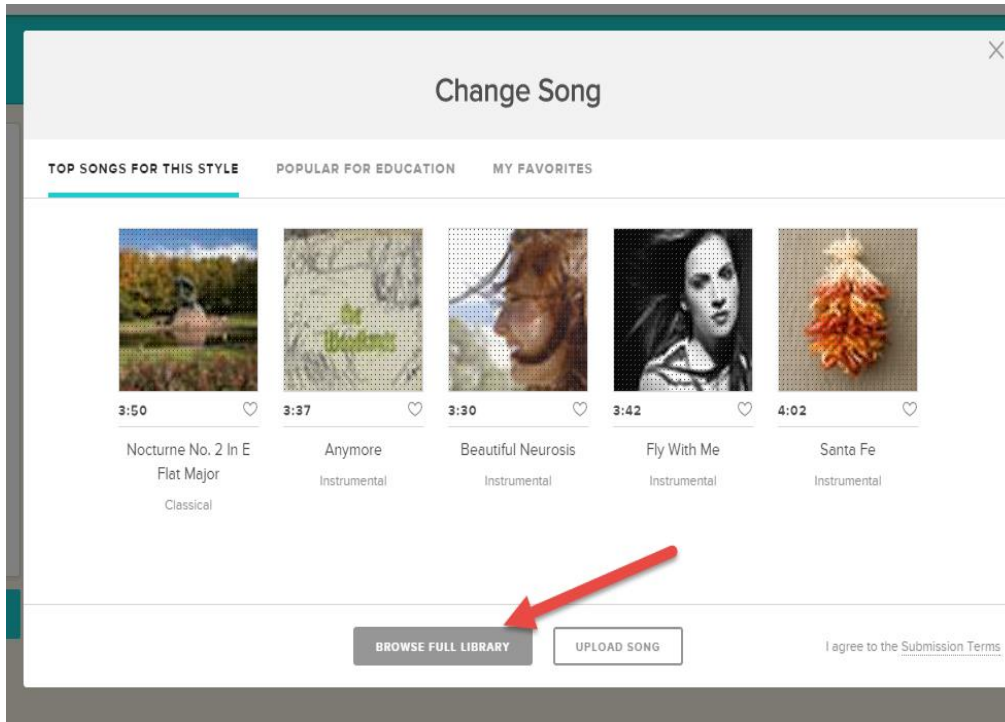 Change Song
TOP SONGS FOR THIS STYLE POPULAR FOR EDUCATION MY FAVORITES
3:50 3:37 3:30 3:42 4:02
Nocturne No. 2 In E
Flat Major
Classical
Anymore
Instrumental
Beautiful Neurosis
Instrumental
Fly With Me
Instrumental
Santa Fe
Instrumental
BROWSE FULL LIBRARY UPLOAD SONG I agree to the Submission Terms